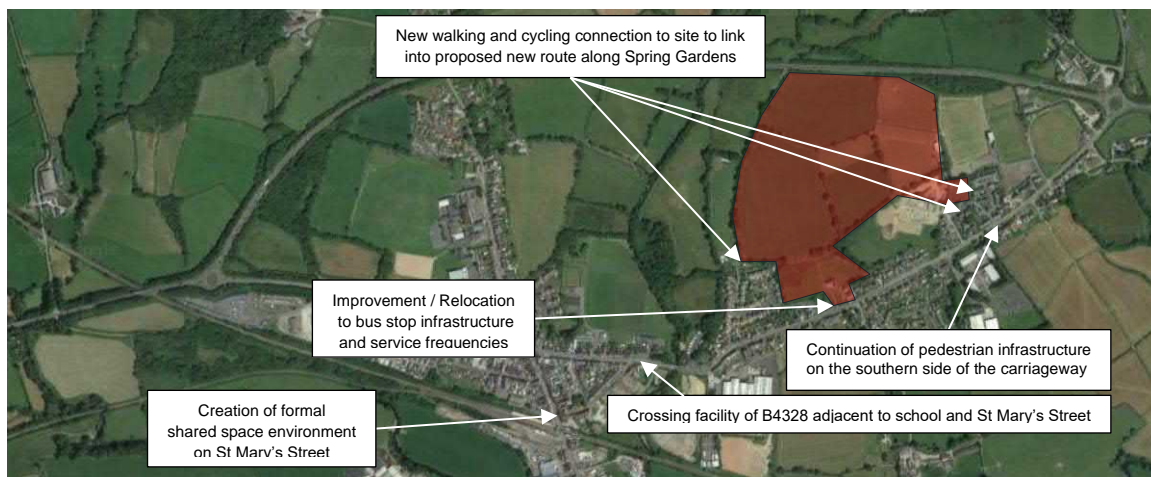 New walking and cycling connection to site to link
into proposed new route along Spring Gardens
Improvement / Relocation
to bus stop infrastructure
and service frequencies
Continuation of pedestrian infrastructure
on the southern side of the carriageway
Creation of formal
shared space environment
on St Mary's Street
Crossing facility of B4328 adjacent to school and St Mary's Street